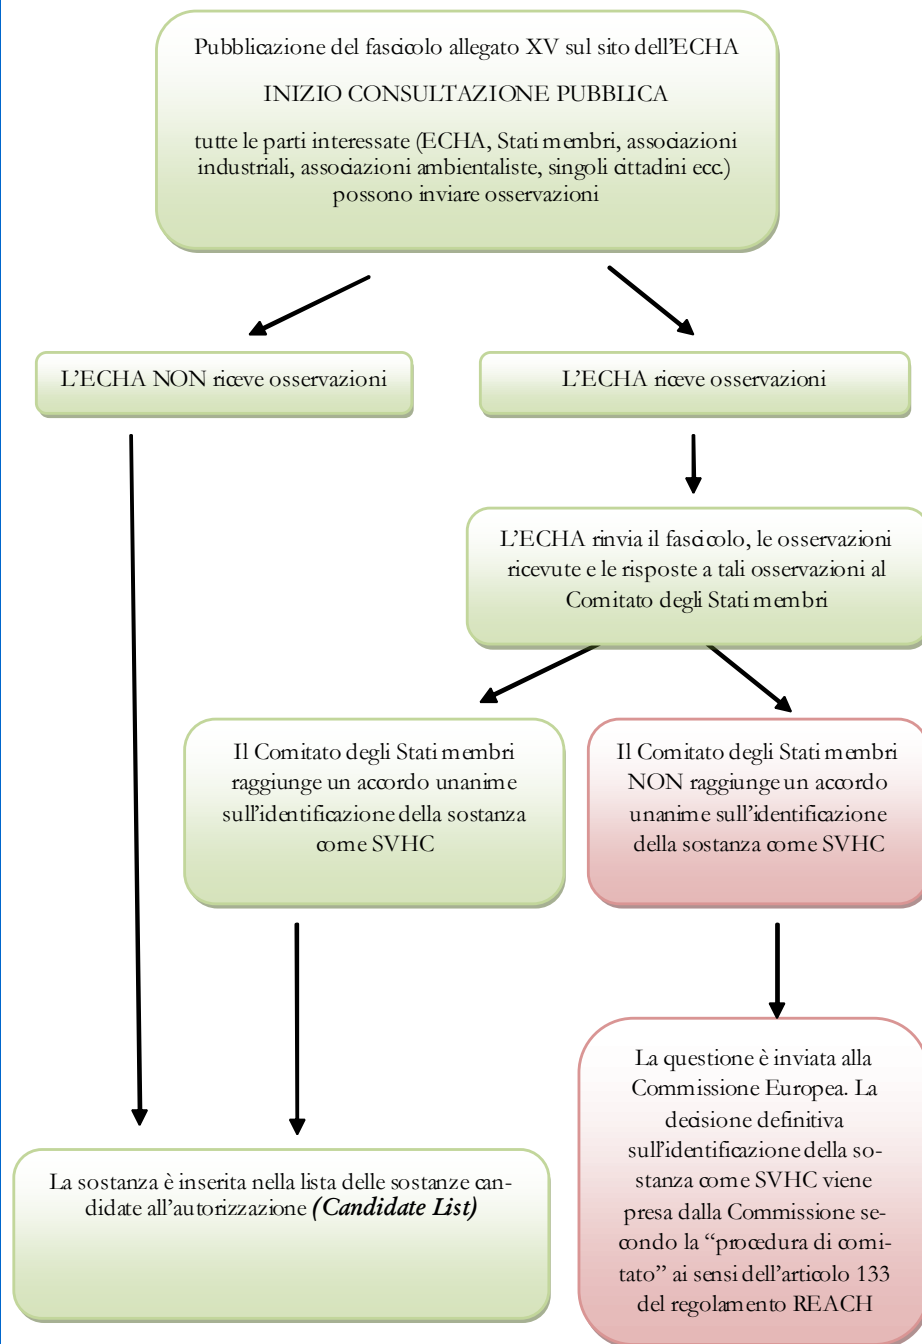 Pubblicazione del fascicolo allegato XV sul sito dell'ECHA
INIZIO CONSULTAZIONE PUBBLICA
tutte le parti interessate (ECHA, Stati membri, associazioni
industriali, associazioni ambientaliste, singoli cittadini ecc.)
possono inviare osservazioni
L'ECHA NON riceve osservazioni
L'ECHA riceve osservazioni
L'ECHA rinvia il fascicolo, le osservazioni
ricevute e le risposte a tali osservazioni al
Comitato degli Stati membri
Il Comitato degli Stati membri
raggiunge un accordo unanime
sull'identificazione della sostanza
come SVHC
Il Comitato degli Stati membri
NON raggiunge un accordo
unanime sull'identificazione
della sostanza come SVHC
La sostanza è inserita nella lista delle sostanze can-
didate all'autorizzazione (Candidate List)
La questione è inviata alla
Commissione Europea. La
decisione definitiva
sull'identificazione della so-
stanza come SVHC viene
presa dalla Commissione se-
condo la “procedura di comi-
tato” ai sensi dell'articolo 133
del regolamento REACH